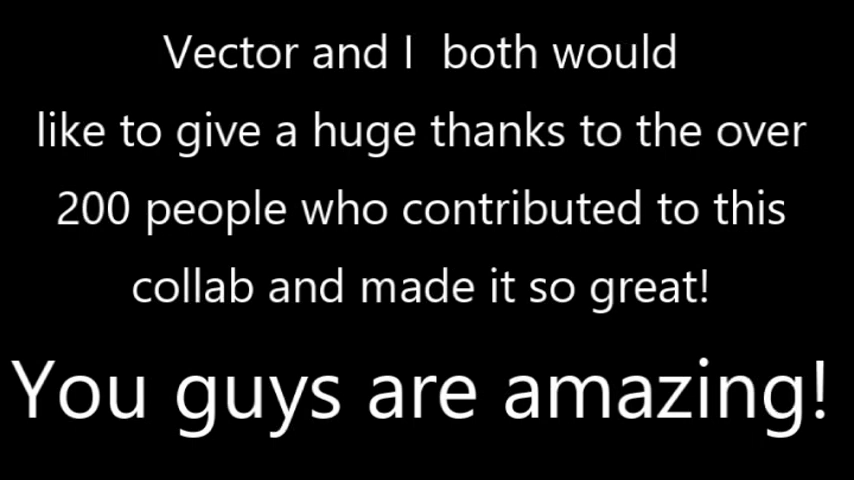 Vector and I  both would
like to give a huge thanks to the over
200 people who contributed to this
collab and made it so great!
You guys are amazing!